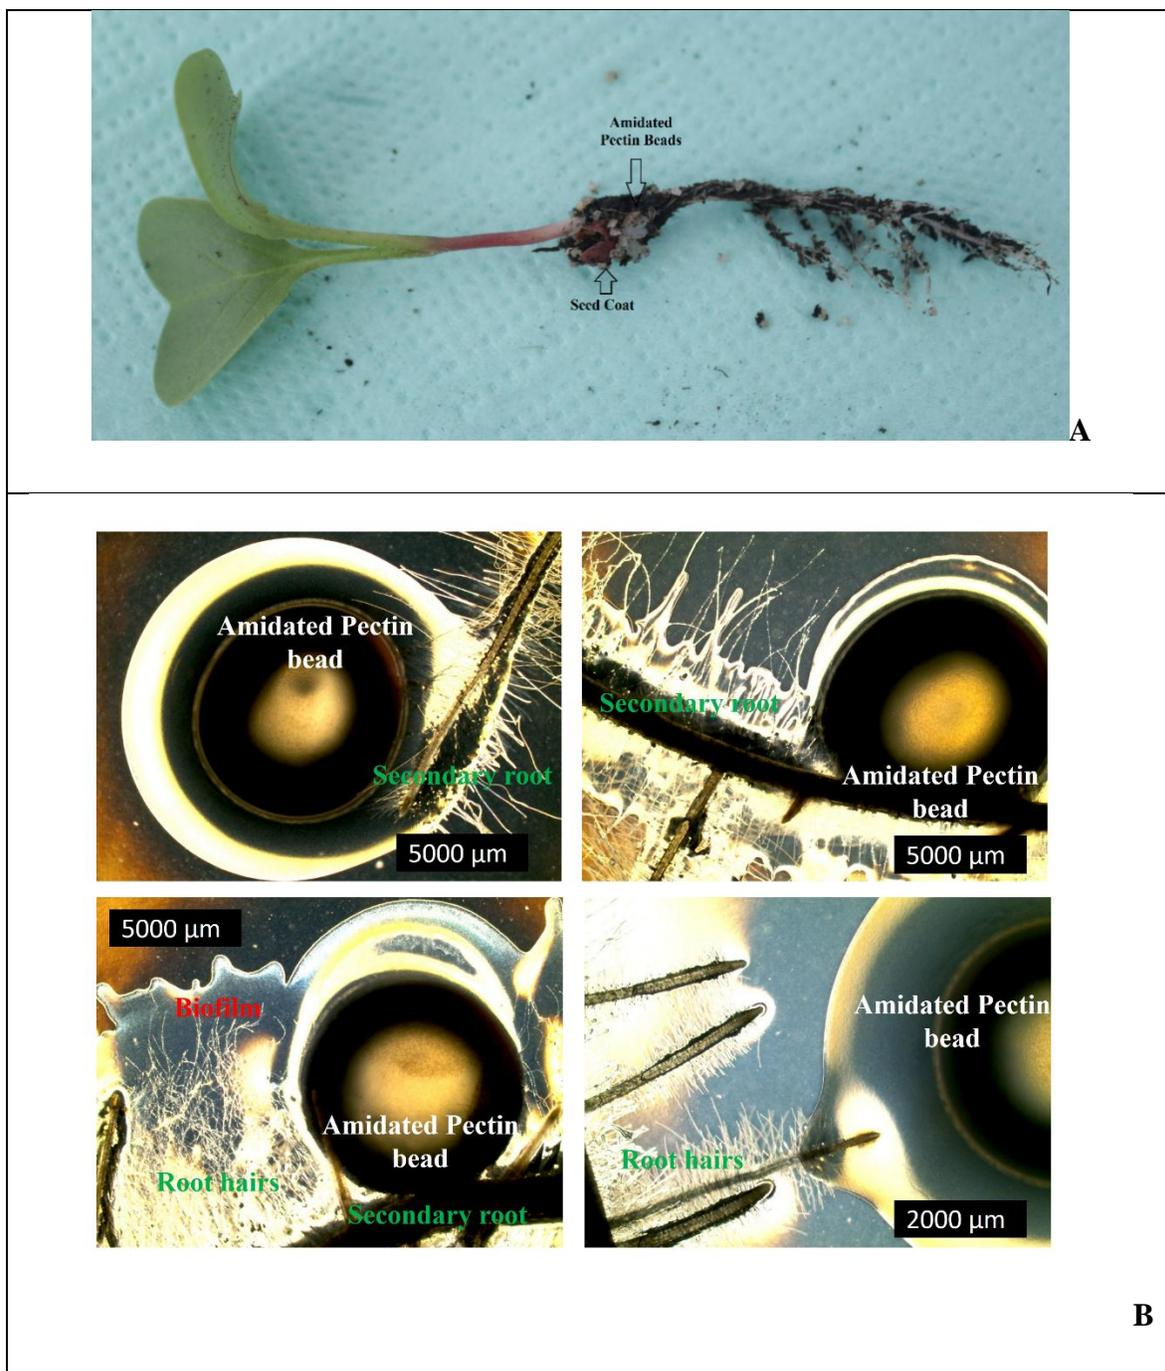 Amidated
Pectin Beads
Seed Coat
A
Amidated Pectin
bead
Secondary root
5000 µm
Secondary root
Amidated Pectin
bead
5000 µm
5000 µm
Biofilm
Amidated Pectin
bead
Root hairs
Secondary root
Amidated Pectin
bead
Root hairs
2000 µm
B